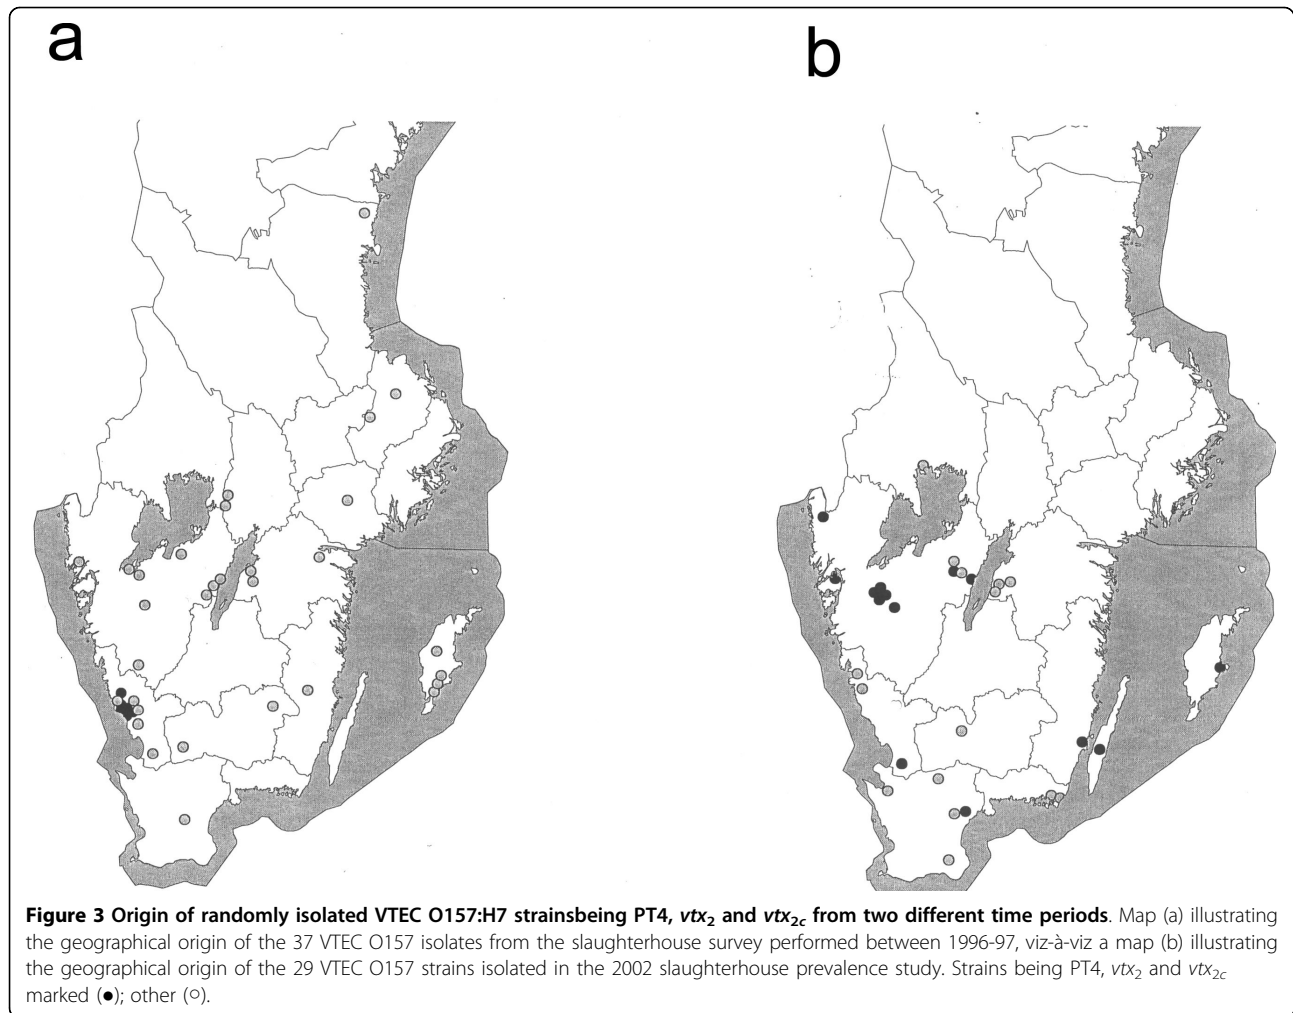 a
b
Figure 3 Origin of randomly isolated VTEC O157:H7 strainsbeing PT4, vtx2 and vtx2c from two different time periods. Map (a) illustrating
the geographical origin of the 37 VTEC O157 isolates from the slaughterhouse survey performed between 1996-97, viz-à-viz a map (b) illustrating
the geographical origin of the 29 VTEC O157 strains isolated in the 2002 slaughterhouse prevalence study. Strains being PT4, vtx2 and vtx2c
marked (●); other (○).